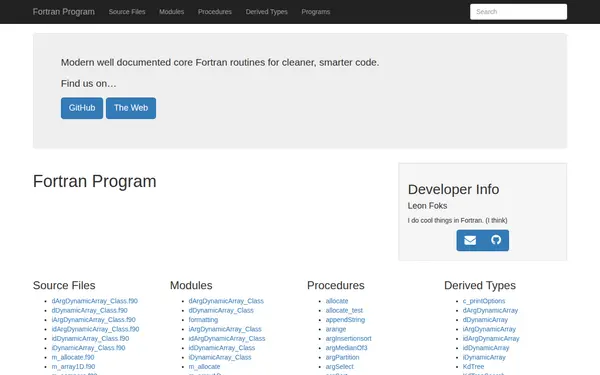 Fortran Program Source Files Modules Procedures Derived Types Programs Search
Modern well documented core Fortran routines for cleaner, smarter code.
Find us on…
GitHub The Web
Fortran Program
Developer Info
Leon Foks
I do cool things in Fortran. (I think)
Source Files
dArgDynamicArray_Class.f90
dDynamicArray_Class.f90
iArgDynamicArray_Class.f90
idArgDynamicArray_Class.f90
idDynamicArray_Class.f90
iDynamicArray_Class.f90
m_allocate.f90
m_array1D.f90
Modules
dArgDynamicArray_Class
dDynamicArray_Class
formatting
iArgDynamicArray_Class
idArgDynamicArray_Class
idDynamicArray_Class
iDynamicArray_Class
m_allocate
Procedures
allocate
allocate_test
appendString
arange
argInsertionsort
argMedianOf3
argPartition
argSelect
Derived Types
c_printOptions
dArgDynamicArray
dDynamicArray
iArgDynamicArray
idArgDynamicArray
idDynamicArray
iDynamicArray
KdTree